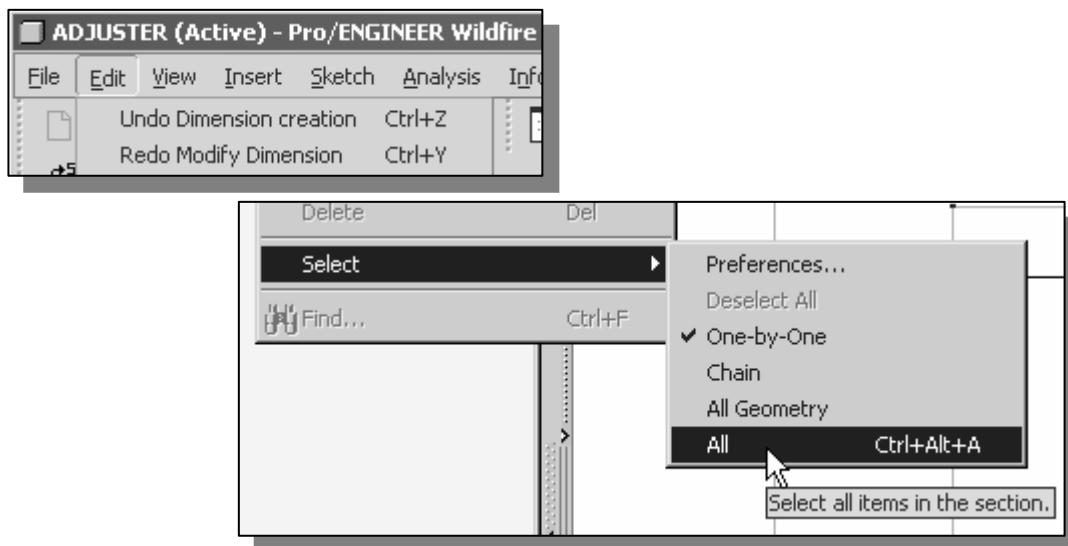 ADJUSTER (Active) - Pro/ENGINEER Wildfire
File Edit View Insert Sketch Analysis Info
Undo Dimension creation Ctrl+Z
Redo Modify Dimension Ctrl+Y
Delete Del
Select
Find... Ctrl+F
Preferences...
Deselect All
One-by-One
Chain
All Geometry
All Ctrl+Alt+A
Select all items in the section.